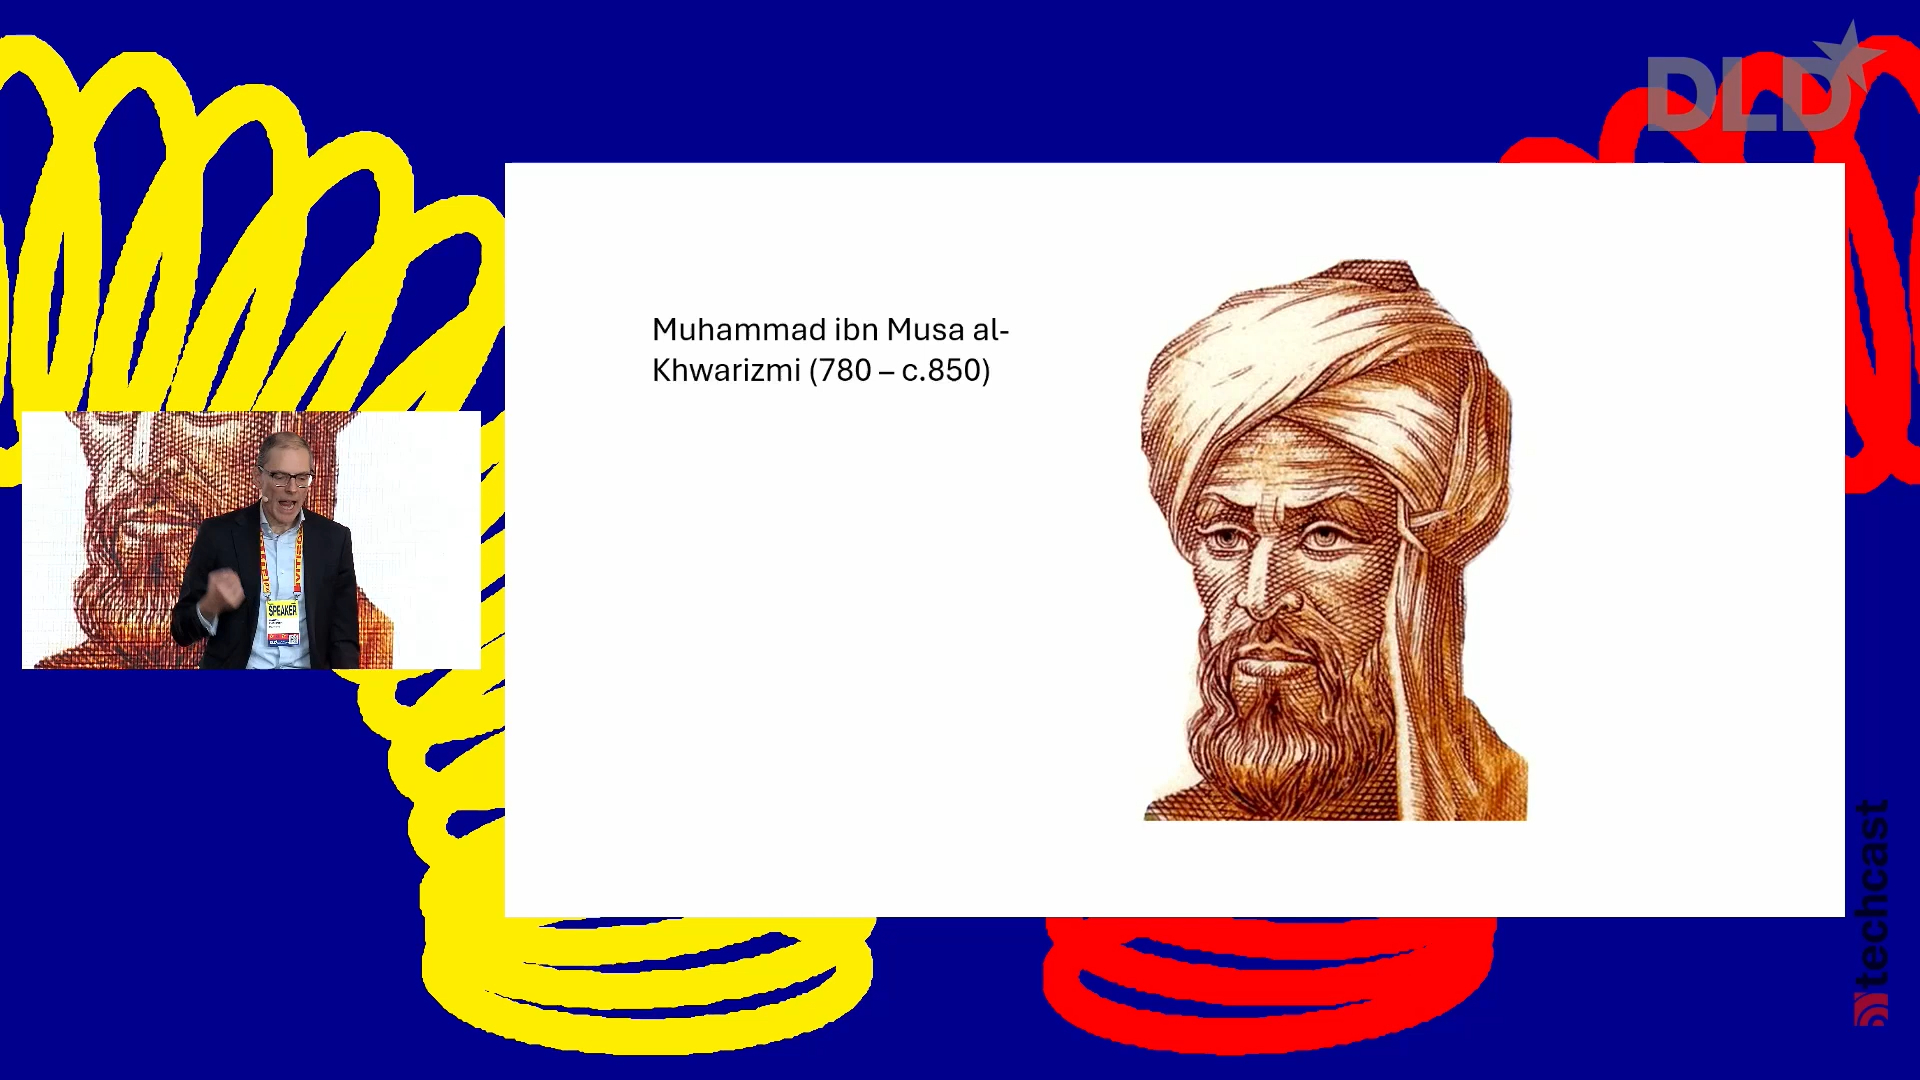 DLD
Muhammad ibn Musa al-
Khwarizmi (780 – c.850)
SPEAKER
techcast